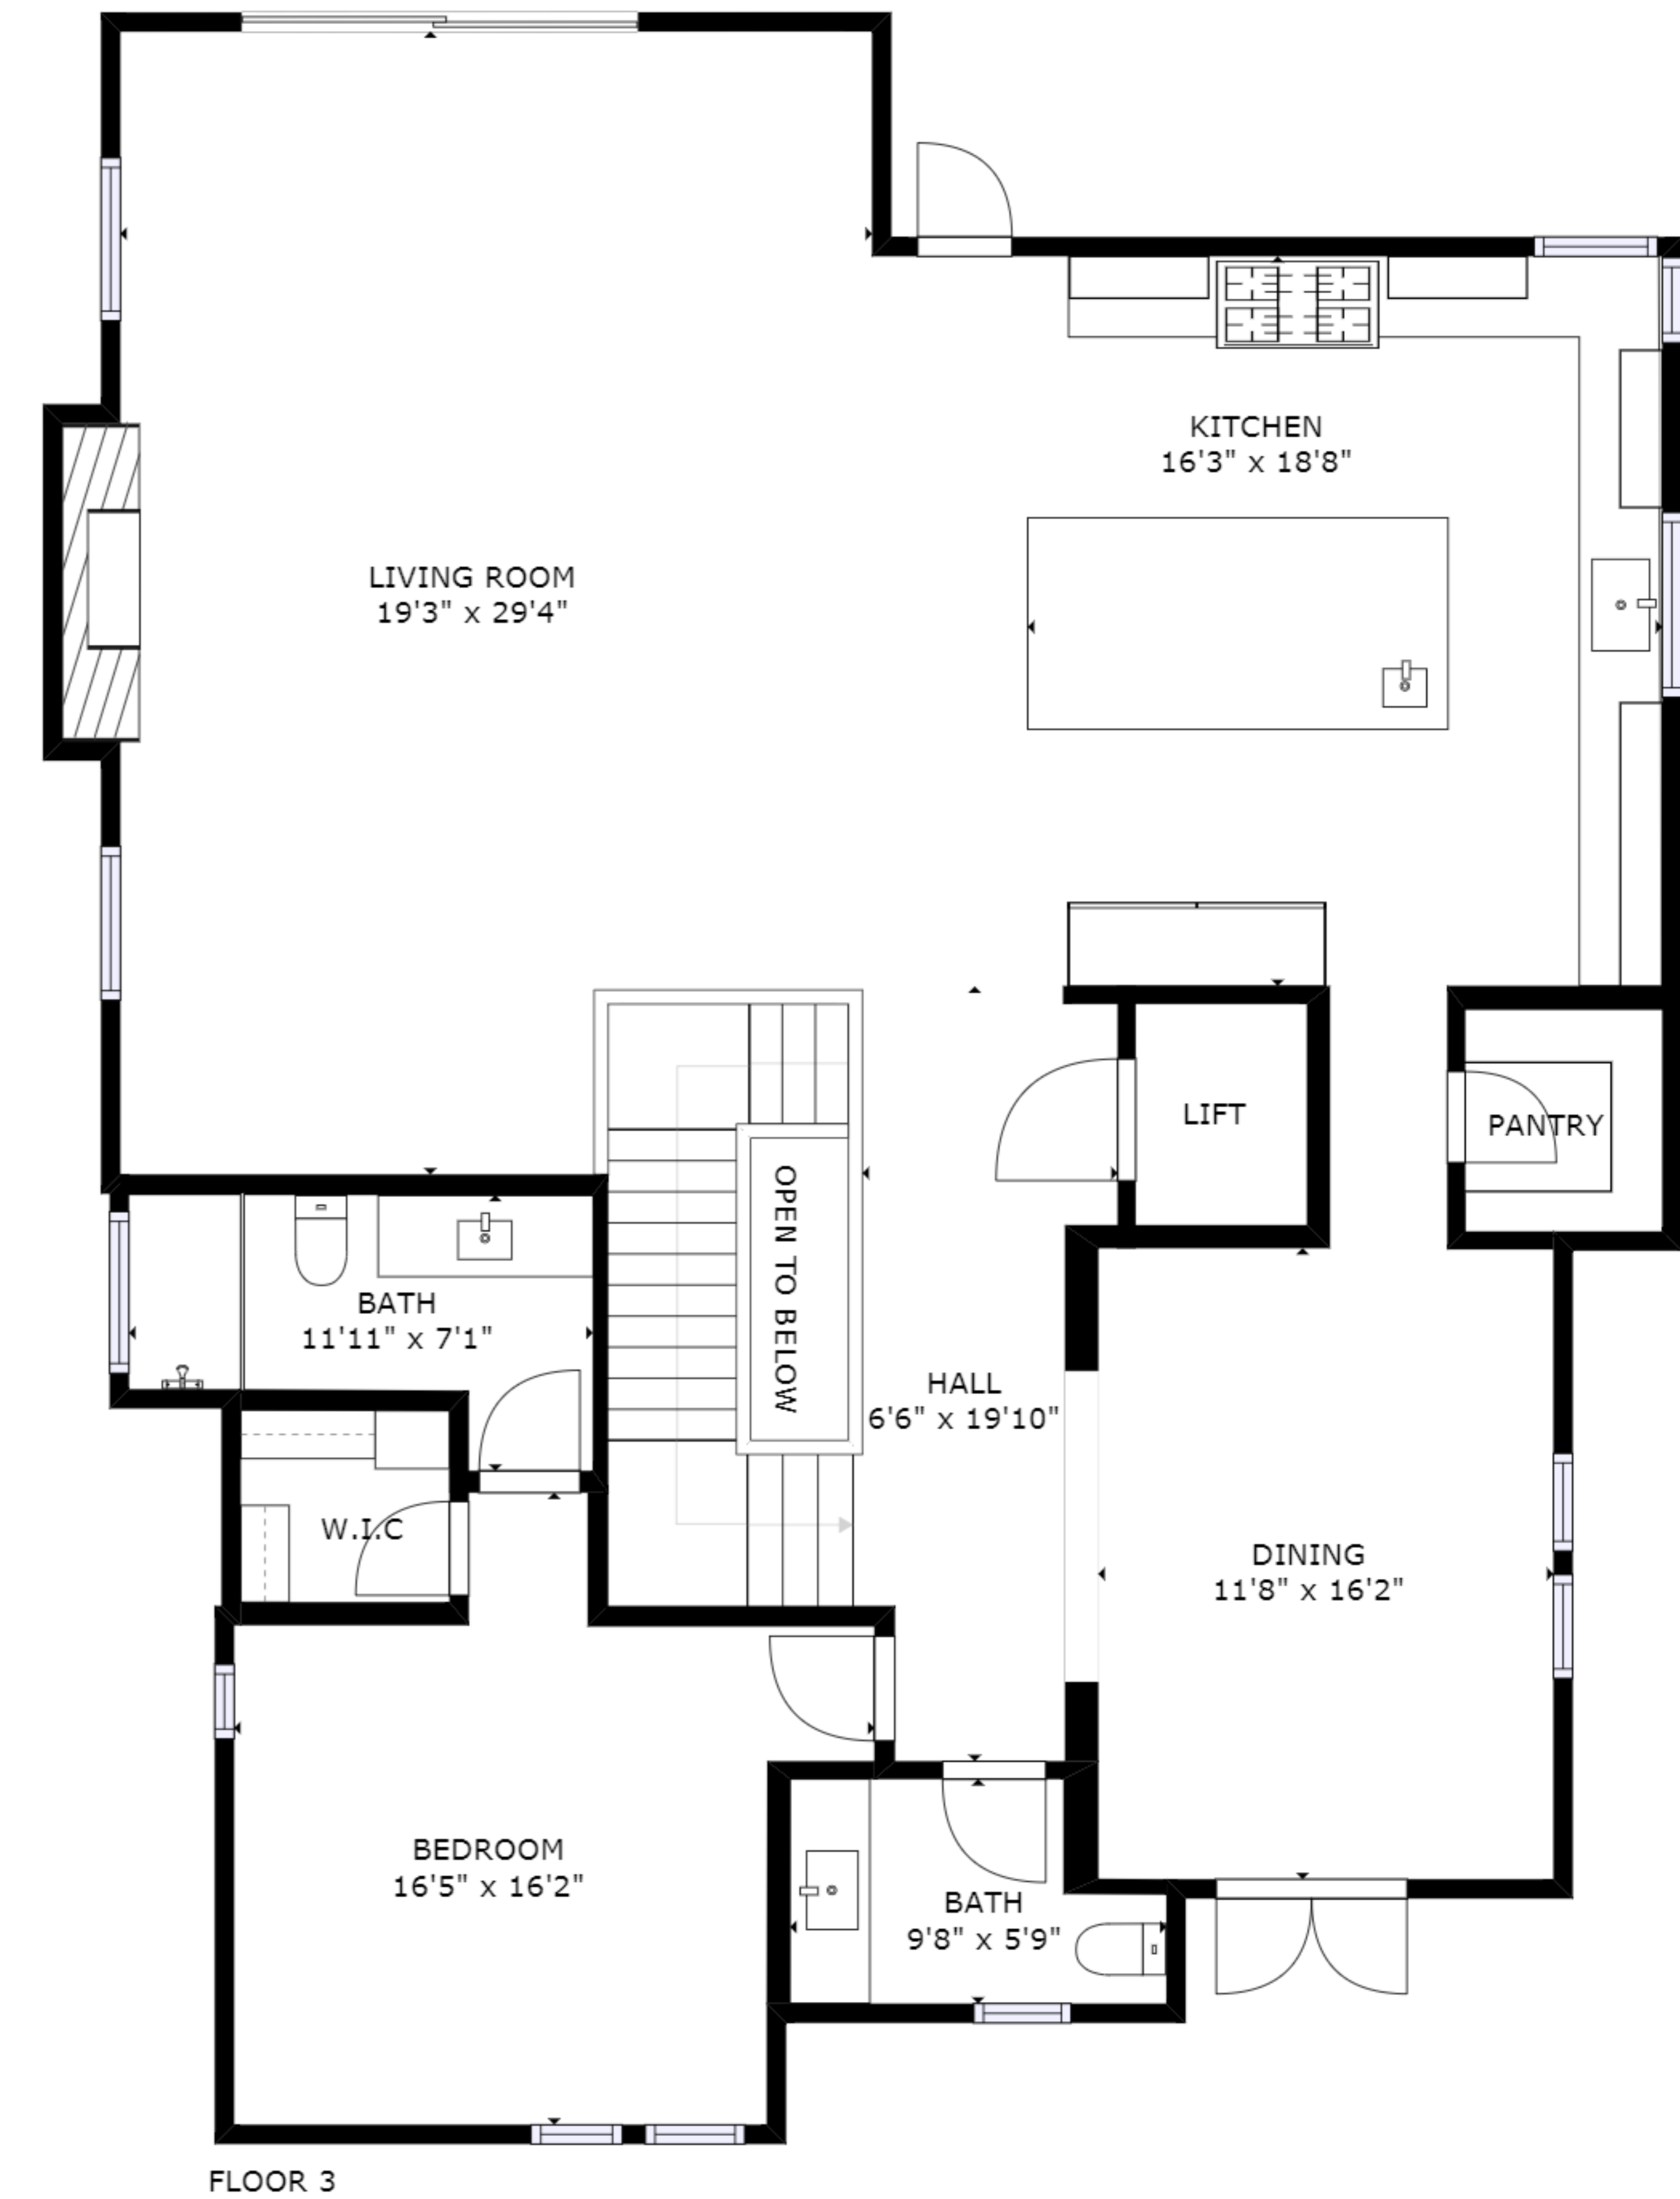 KITCHEN
16'3" x 18'8"
LIVING ROOM
19'3" x 29'4"
LIFT
PANTRY
OPEN TO BELOW
BATH
11'11" x 7'1"
HALL
6'6" x 19'10"
W.I.C
DINING
11'8" x 16'2"
BEDROOM
16'5" x 16'2"
BATH
9'8" x 5'9"
FLOOR 3